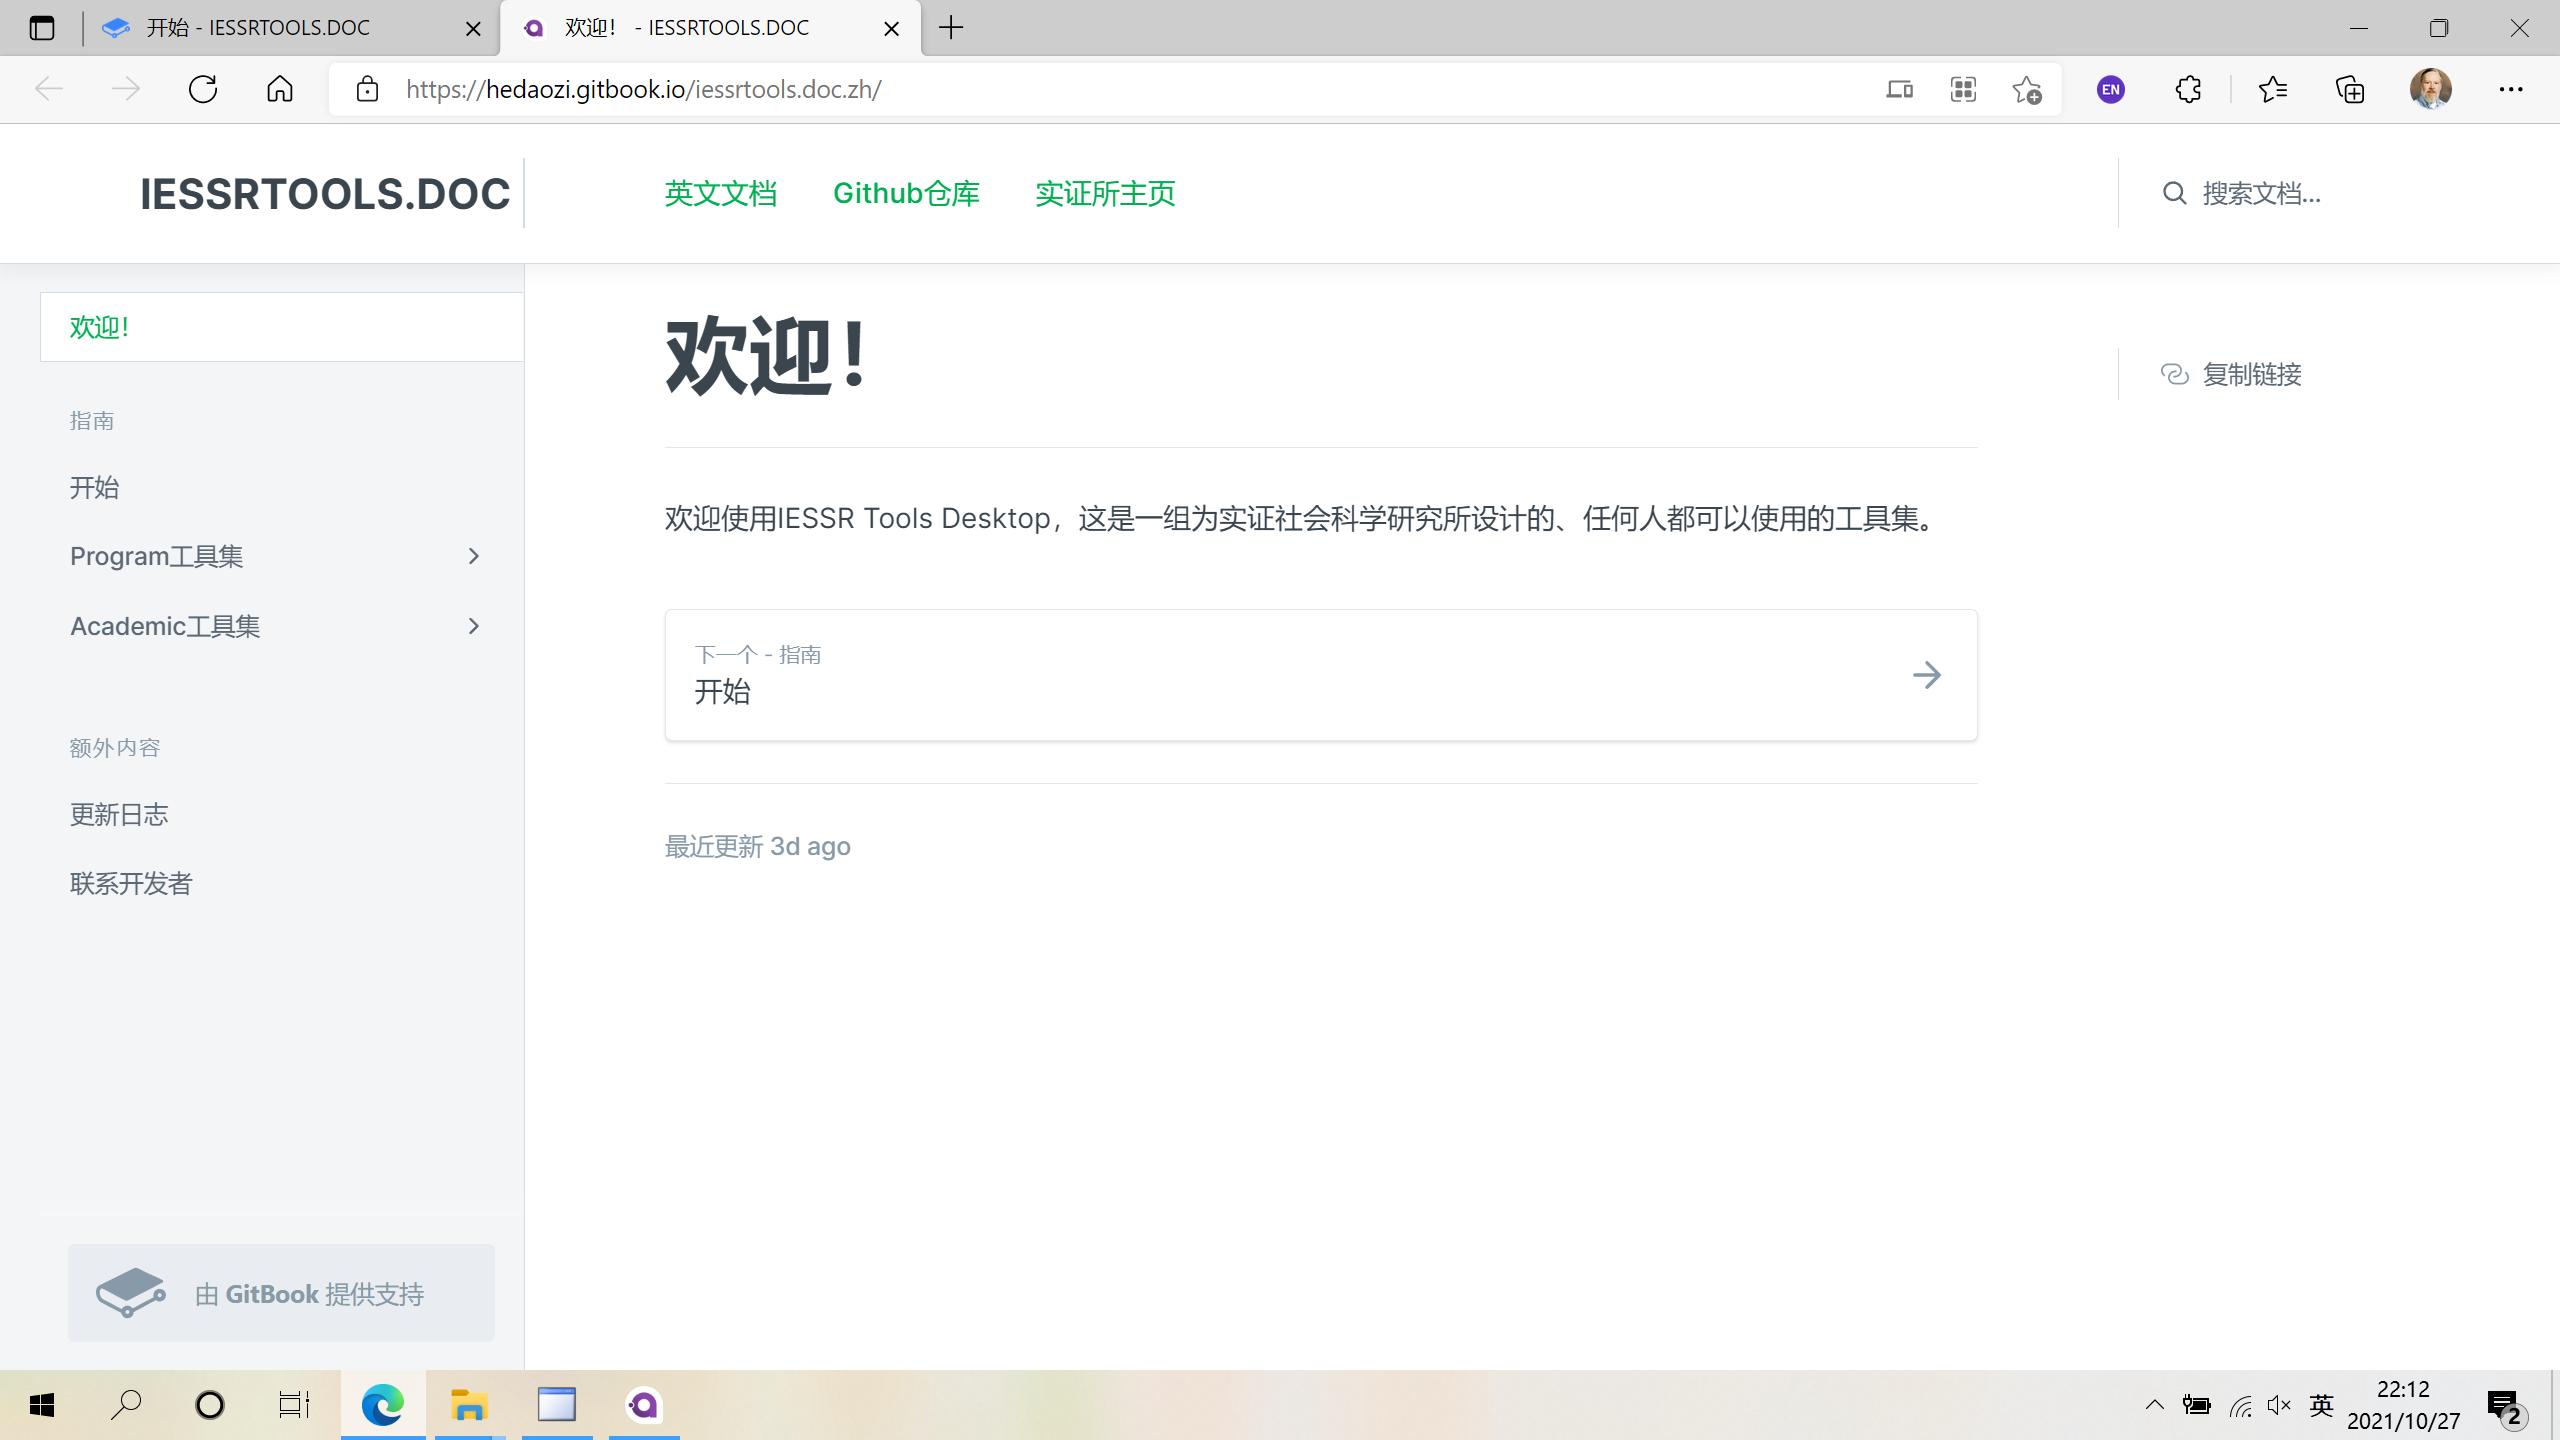 开始 - IESSRTOOLS.DOC
欢迎！ - IESSRTOOLS.DOC
https://hedaozi.gitbook.io/iessrtools.doc.zh/
EN
IESSRTOOLS.DOC
英文文档
Github仓库
实证所主页
搜索文档...
欢迎！
指南
开始
Program工具集
Academic工具集
额外内容
更新日志
联系开发者
由 GitBook 提供支持
欢迎！
复制链接
欢迎使用IESSR Tools Desktop，这是一组为实证社会科学研究所设计的、任何人都可以使用的工具集。
下一个 - 指南
开始
最近更新 3d ago
英
22:12
2021/10/27
2